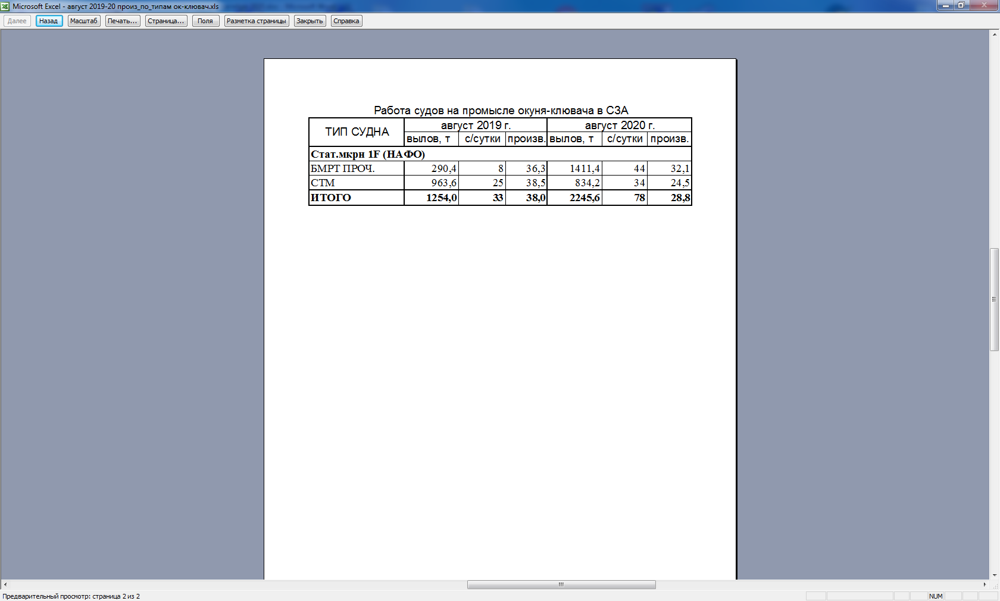 Microsoft Excel - август 2019-20 произ_по_типам ок-клювач.xls
Далее Назад Масштаб Печать... Страница... Поля Разметка страницы Закрыть Справка
Работа судов на промысле окуня-клювача в СЗА
ТИП СУДНА август 2019 г. август 2020 г.
вылов, т с/сутки произв. вылов, т с/сутки произв.
Стат.мкрн 1F (НАФО)
БМРТ ПРОЧ. 290,4 8 36,3 1411,4 44 32,1
СТМ 963,6 25 38,5 834,2 34 24,5
ИТОГО 1254,0 33 38,0 2245,6 78 28,8
Предварительный просмотр: страница 2 из 2 NUM